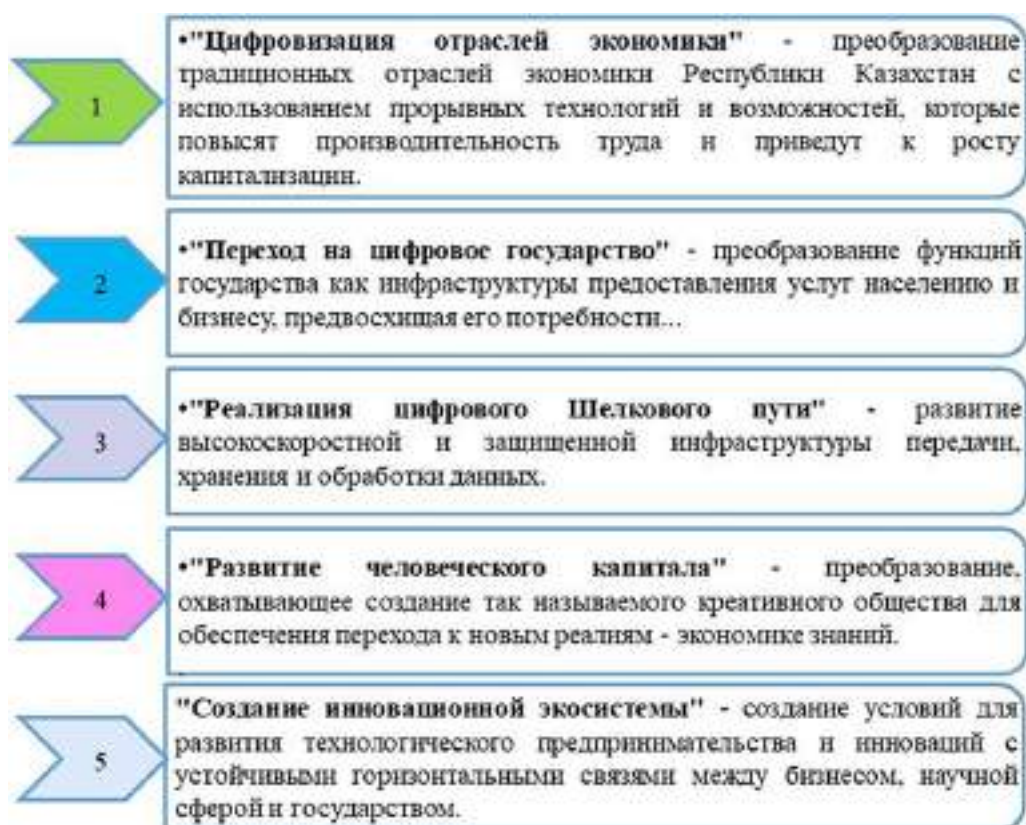 1
•"Цифровизация отраслей экономики" - преобразование
традиционных отраслей экономики Республики Казахстан с
использованием прорывных технологий и возможностей, которые
повысят производительность труда и приведут к росту
капитализации.
2
•"Переход на цифровое государство" - преобразование функций
государства как инфраструктуры предоставления услуг населению и
бизнесу, предвосхищая его потребности...
3
•"Реализация цифрового Шелкового пути" - развитие
высокоскоростной и защищенной инфраструктуры передачи,
хранения и обработки данных.
4
•"Развитие человеческого капитала" - преобразование,
охватывающее создание так называемого креативного общества для
обеспечения перехода к новым реалиям - экономике знаний.
.
5
"Создание инновационной экосистемы" - создание условий для
развития технологического предпринимательства и инноваций с
устойчивыми горизонтальными связями между бизнесом, научной
сферой и государством.